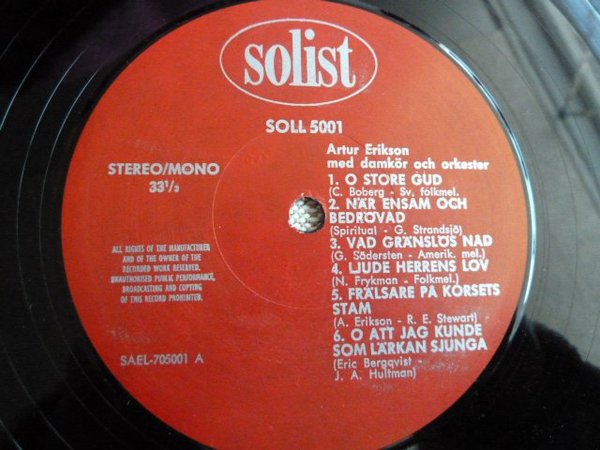 solist
SOLL 5001
STEREO/MONO
33⅓
Artur Erikson
med damkör och orkester
1. O STORE GUD
(C. Boberg - Sv. folkmel.
2. NÄR ENSAM OCH
BEDRÖVAD
(Spiritual - G. Strandsjö)
3. VAD GRÄNSLÖS NÅD
(G. Södersten - Amerik. mel.)
4. LJUDE HERRENS LOV
(N. Frykman - Folkmel.)
5. FRÄLSARE PÅ KORSETS
STAM
(A. Erikson - R. E. Stewart)
6. O ATT JAG KUNDE
SOM LÄRKAN SJUNGA
(Eric Bergqvist -
J. A. Hultman)
ALL RIGHTS OF THE MANUFACTURER
AND OF THE OWNER OF THE
RECORDED WORK RESERVED.
UNAUTHORISED PUBLIC PERFORMANCE,
BROADCASTING AND COPYING
OF THIS RECORD PROHIBITED.
SAEL-705001 A